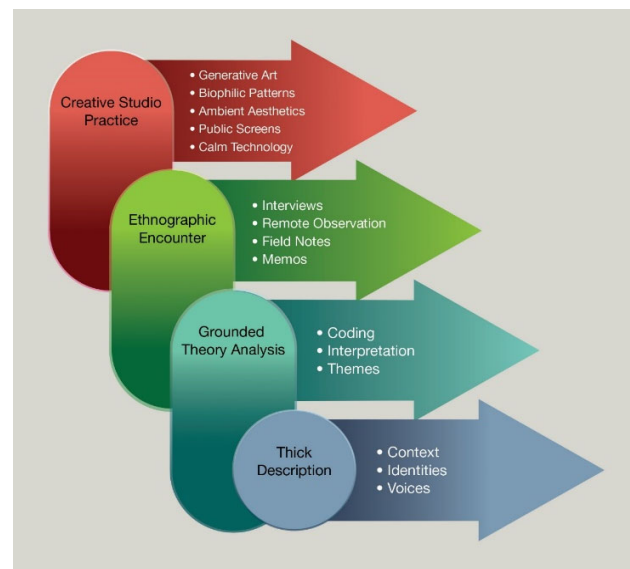 Creative Studio
Practice
• Generative Art
• Biophilic Patterns
• Ambient Aesthetics
• Public Screens
• Calm Technology
Ethnographic
Encounter
• Interviews
• Remote Observation
• Field Notes
• Memos
Grounded
Theory Analysis
• Coding
• Interpretation
• Themes
Thick
Description
• Context
• Identities
• Voices